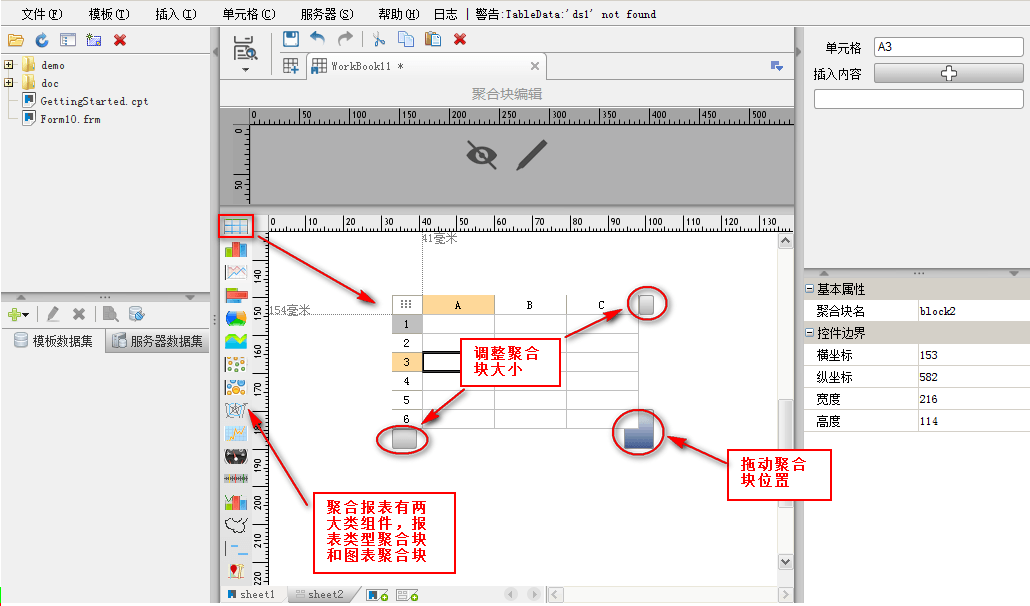 文件(F) 模板(T) 插入(I) 单元格(C) 服务器(S) 帮助(H) 日志 | 警告:TableData:'ds1' not found
demo
doc
GettingStarted.cpt
Form10.frm
WorkBook11 *
聚合块编辑
0 50 100 150 200 250 300 350 400 450 500
0
50
单元格 A3
插入内容
0 10 20 30 40 50 60 70 80 90 100 110 120 130
41毫米
154毫米
140
150
160
170
180
190
200
210
220
A B C
1
2
3
4
5
6
调整聚合
块大小
拖动聚合
块位置
聚合报表有两
大类组件，报
表类型聚合块
和图表聚合块
模板数据集 服务器数据集
基本属性
聚合块名 block2
控件边界
横坐标 153
纵坐标 582
宽度 216
高度 114
sheet1 sheet2